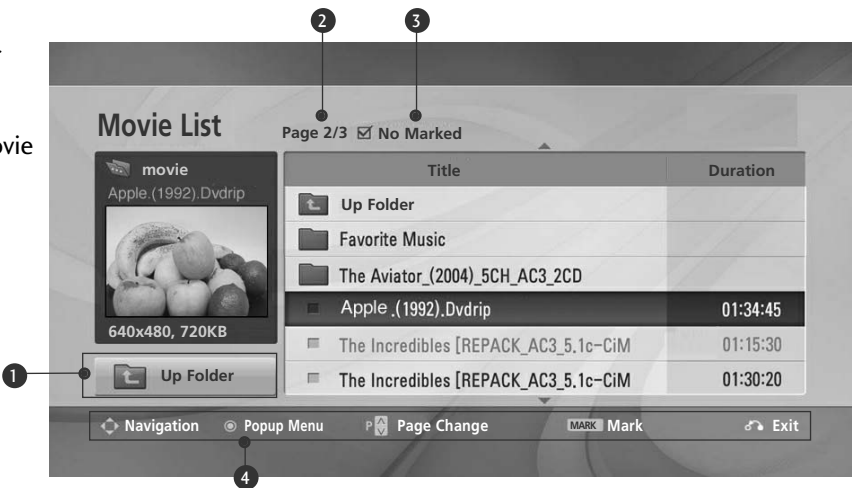 2 3
ovie
Movie List
Page 2/3 No Marked
movie
Apple.(1992).Dvdrip
640x480, 720KB
1
Up Folder
Title Duration
Up Folder
Favorite Music
The Aviator_(2004)_5CH_AC3_2CD
Apple .(1992).Dvdrip 01:34:45
The Incredibles [REPACK_AC3_5.1c-CiM 01:15:30
The Incredibles [REPACK_AC3_5.1c-CiM 01:30:20
Navigation Popup Menu P Page Change MARK Mark Exit
4